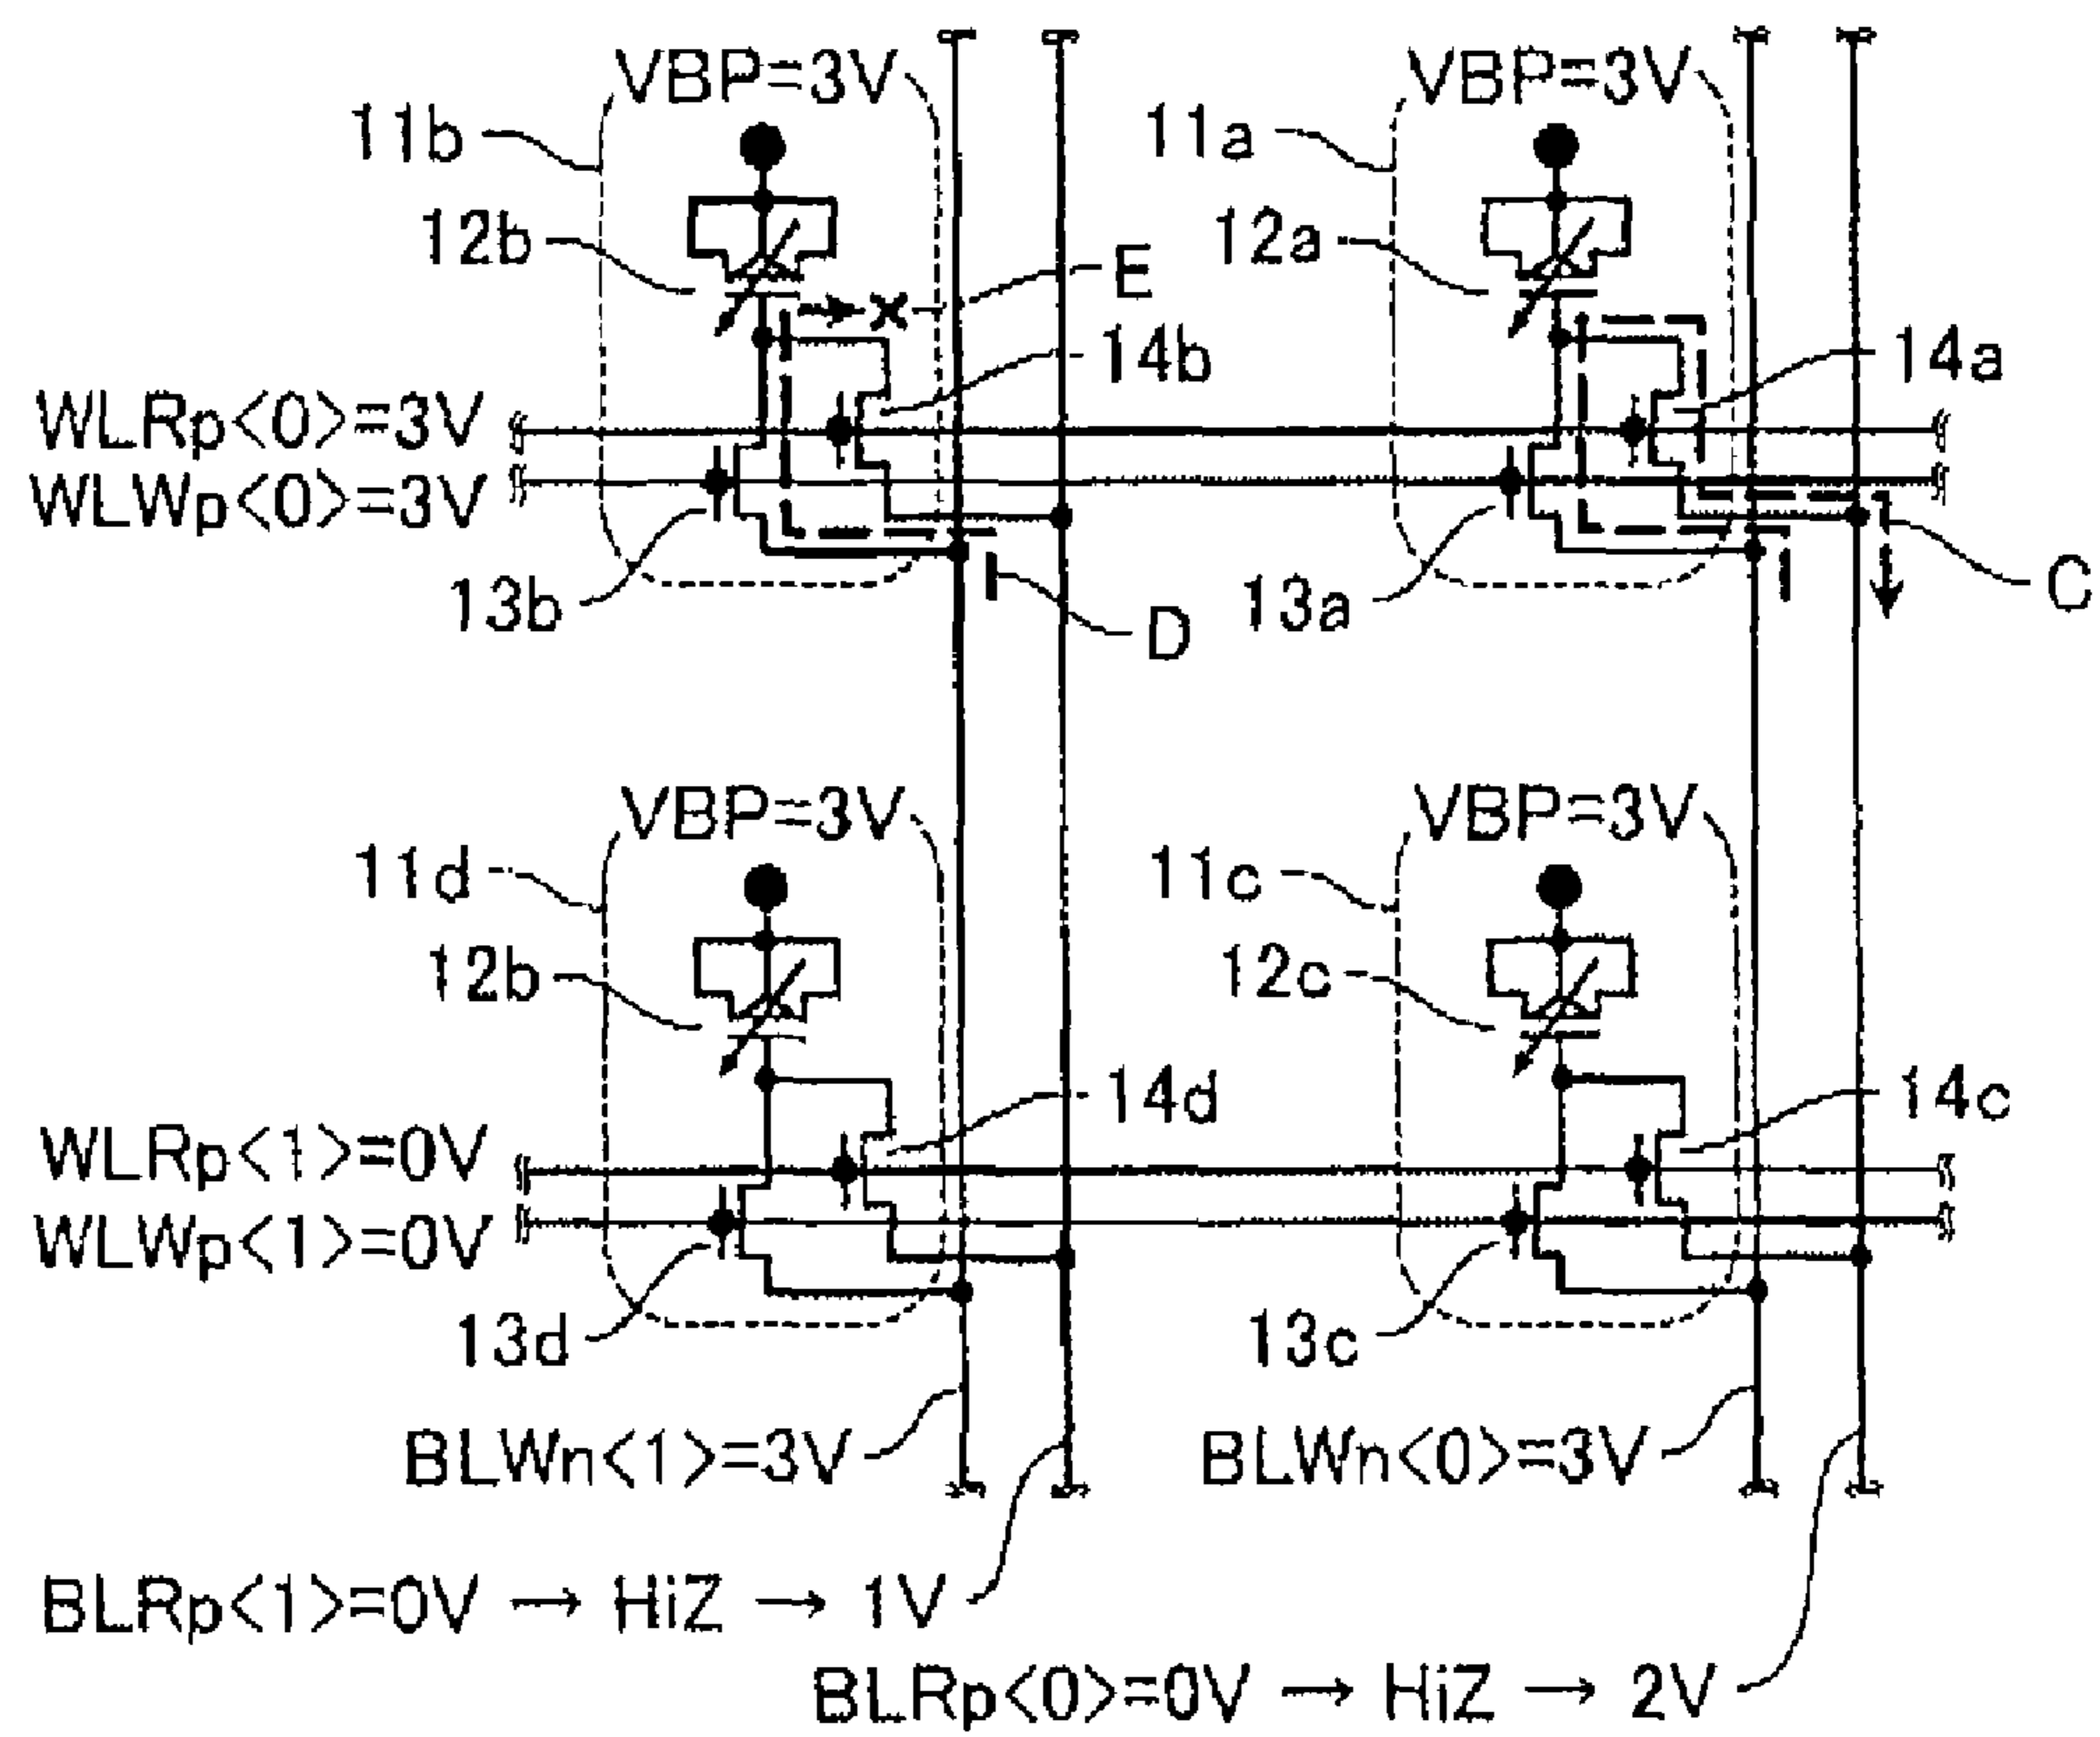 VBP=3V VBP=3V
11b 11a
12b 12a
E
14b 14a
WLRp<0>=3V
WLWp<0>=3V
13b 13a C
D
VBP=3V VBP=3V
11d 11c
12b 12c
14d 14c
WLRp<1>=0V
WLWp<1>=0V
13d 13c
BLWn<1>=3V BLWn<0>=3V
BLRp<1>=0V → HiZ → 1V
BLRp<0>=0V → HiZ → 2V